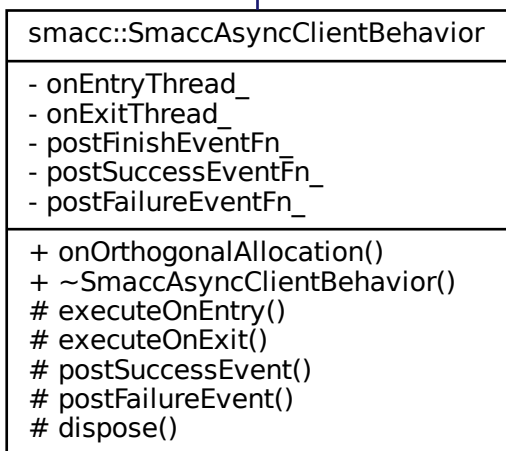 smacc::SmaccAsyncClientBehavior
- onEntryThread_
- onExitThread_
- postFinishEventFn_
- postSuccessEventFn_
- postFailureEventFn_
+ onOrthogonalAllocation()
+ ~SmaccAsyncClientBehavior()
# executeOnEntry()
# executeOnExit()
# postSuccessEvent()
# postFailureEvent()
# dispose()